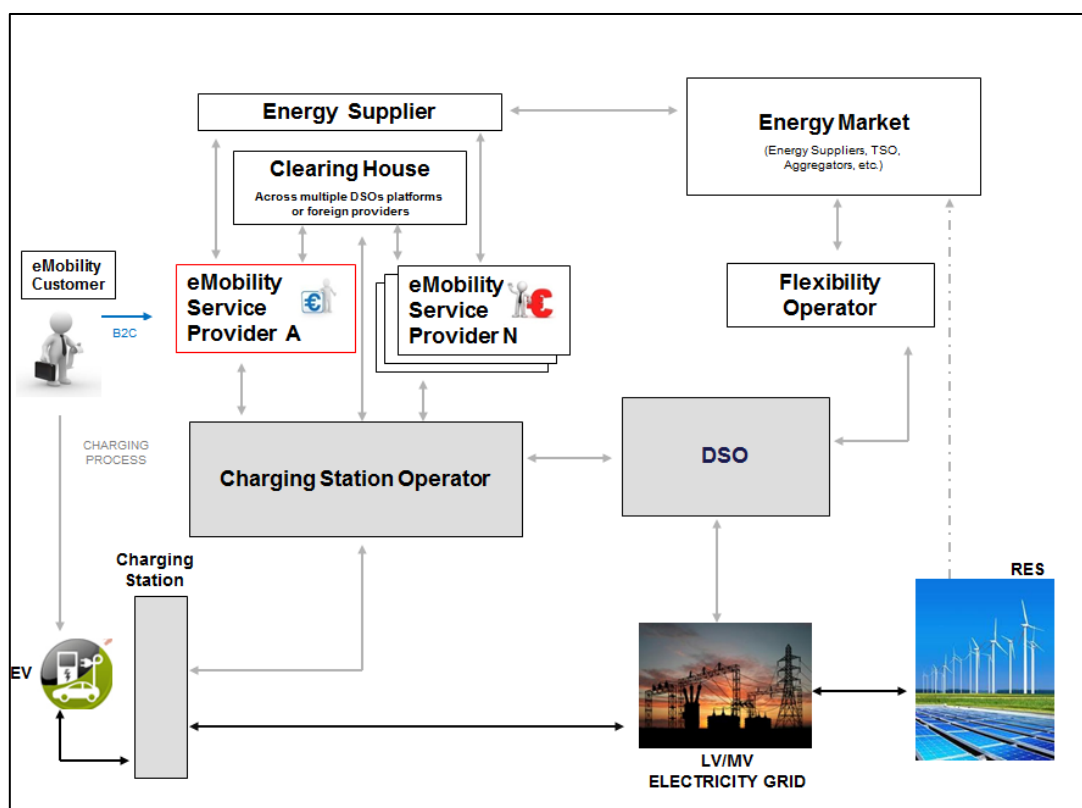 Energy Supplier
Energy Market
(Energy Suppliers, TSO,
Aggregators, etc.)
Clearing House
Across multiple DSOs platforms
or foreign providers
eMobility
Customer
B2C
eMobility
Service
Provider A
€
eMobility
Service
Provider N
€
Flexibility
Operator
CHARGING
PROCESS
Charging Station Operator
DSO
Charging
Station
RES
EV
LV/MV
ELECTRICITY GRID